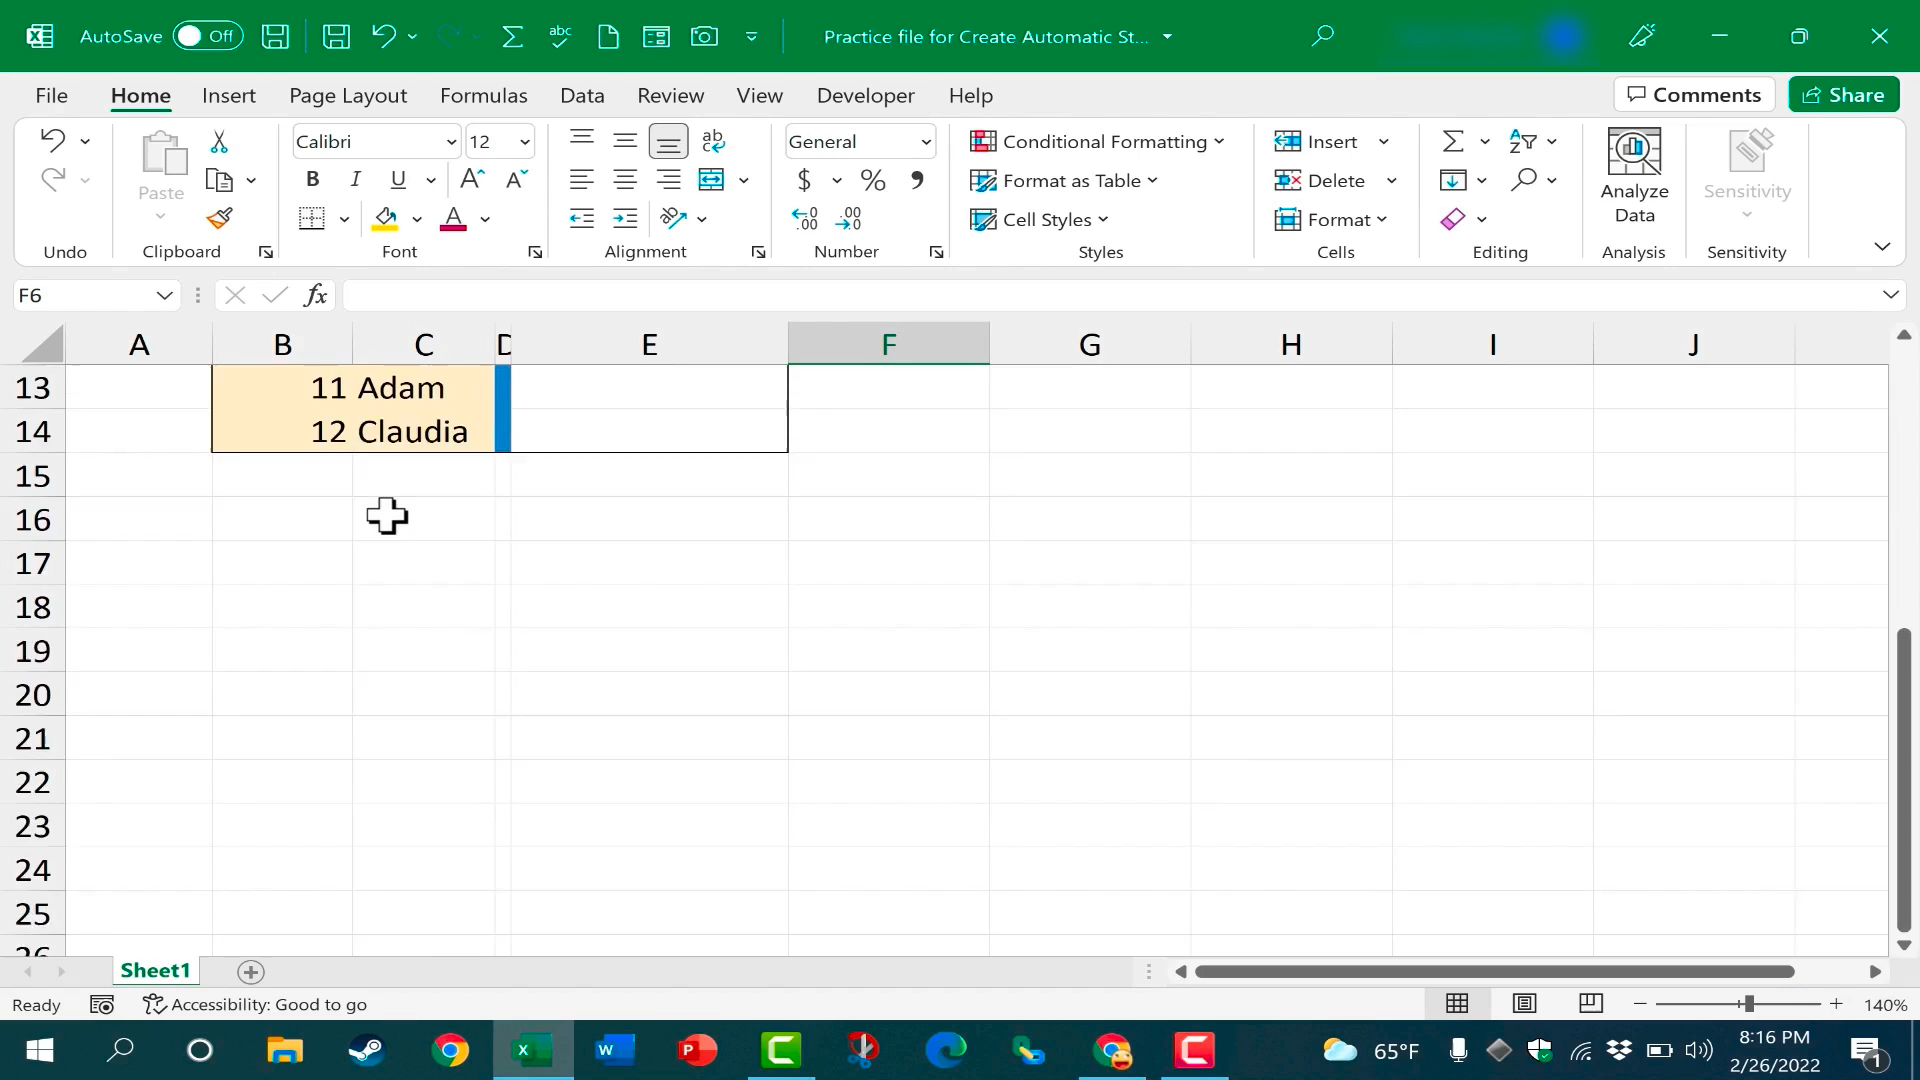 AutoSave Off Practice file for Create Automatic St...
File Home Insert Page Layout Formulas Data Review View Developer Help Comments Share
Calibri 12 ab c General Conditional Formatting Insert
Paste B I U A A $ % Format as Table Delete Analyze Data Sensitivity
A Cell Styles Format
Undo Clipboard Font Alignment Number Styles Cells Editing Analysis Sensitivity
F6 fx
A B C D E F G H I J
13 11 Adam
14 12 Claudia
15
16
17
18
19
20
21
22
23
24
25
26
Sheet1
Ready Accessibility: Good to go 140%
65°F 8:16 PM
2/26/2022 1